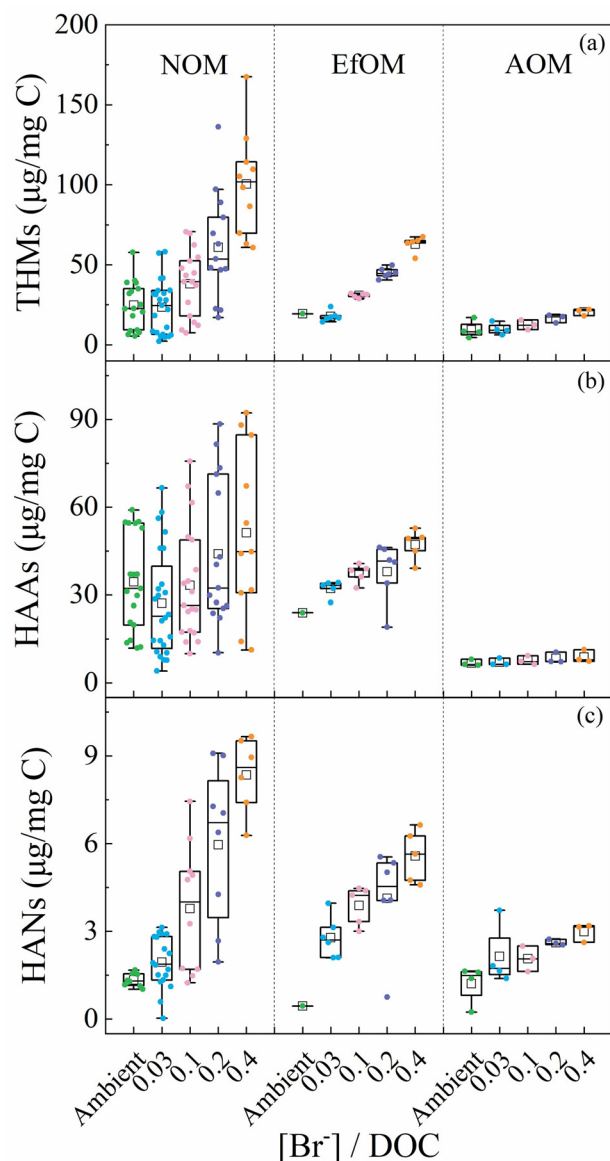 200
(a)
NOM
EfOM
AOM
150
100
50
0
THMs (μg/mg C)
(b)
90
60
30
0
HAAs (μg/mg C)
(c)
9
6
3
0
HANs (μg/mg C)
Ambient 0.03 0.1 0.2 0.4 Ambient 0.03 0.1 0.2 0.4 Ambient 0.03 0.1 0.2 0.4
[Br⁻] / DOC